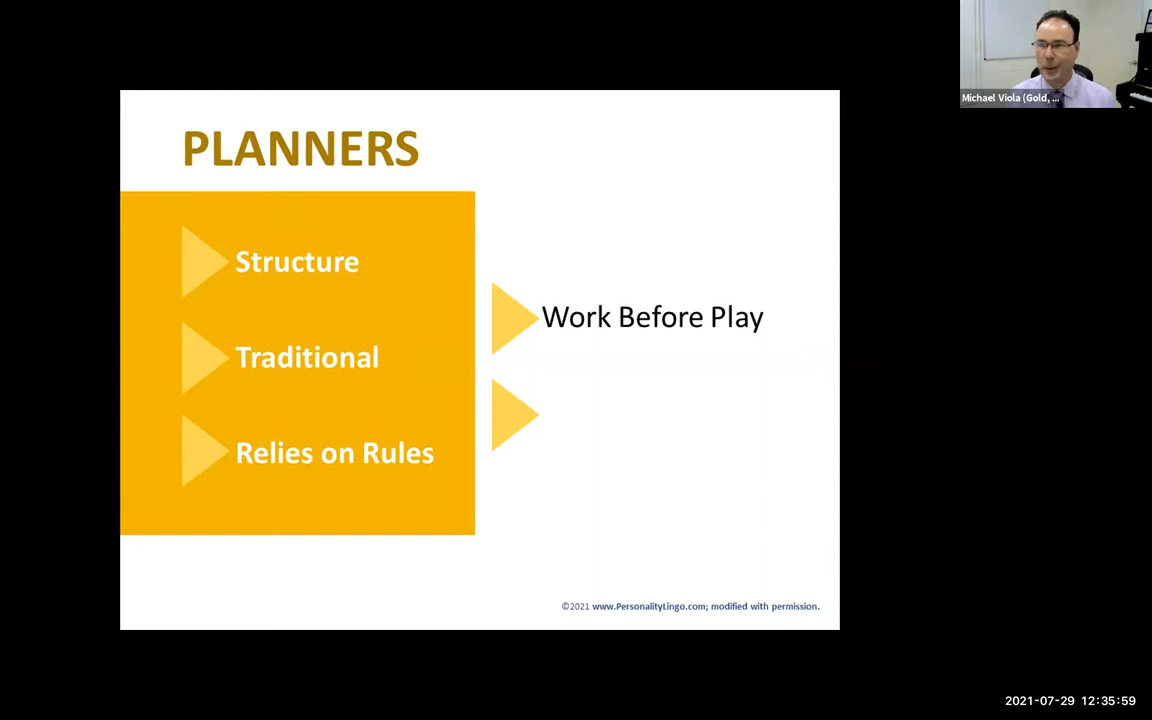 PLANNERS
Structure
Traditional
Relies on Rules
Work Before Play
©2021 www.PersonalityLingo.com; modified with permission.
Michael Viola (Gold, ...
2021-07-29 12:35:59